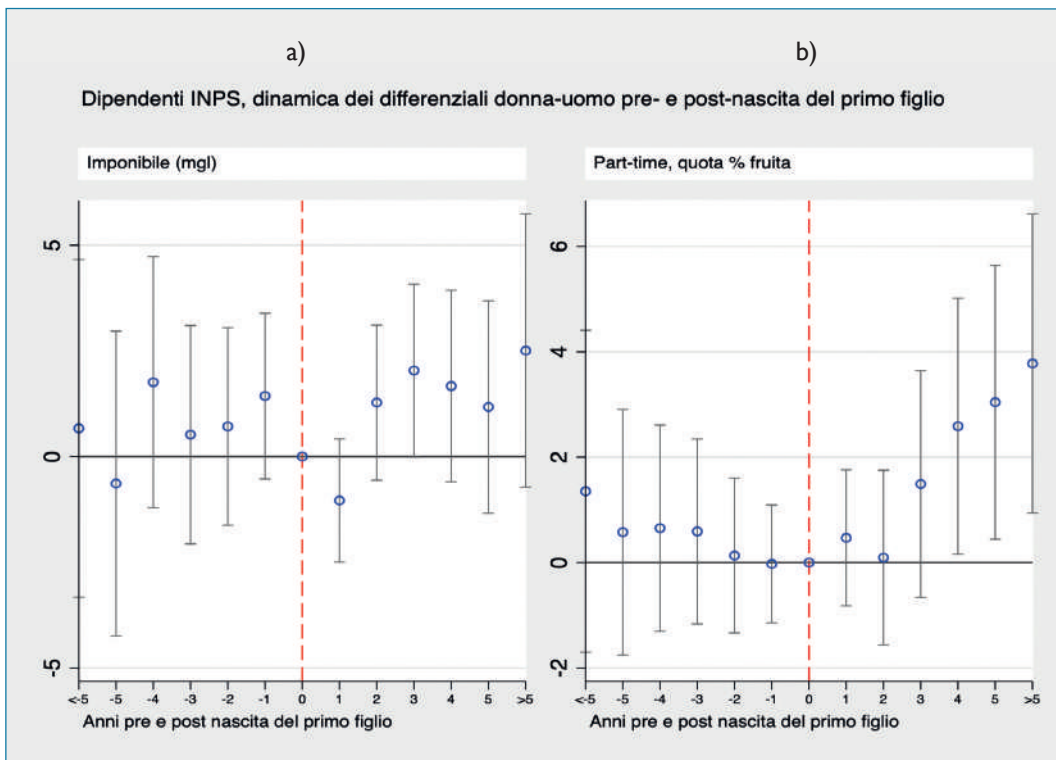 a)
b)
Dipendenti INPS, dinamica dei differenziali donna-uomo pre- e post-nascita del primo figlio
Imponibile (mgl)
5
0
-5
<-5 -5 -4 -3 -2 -1 0 1 2 3 4 5 >5
Anni pre e post nascita del primo figlio
Part-time, quota % fruita
6
4
2
0
-2
<-5 -5 -4 -3 -2 -1 0 1 2 3 4 5 >5
Anni pre e post nascita del primo figlio